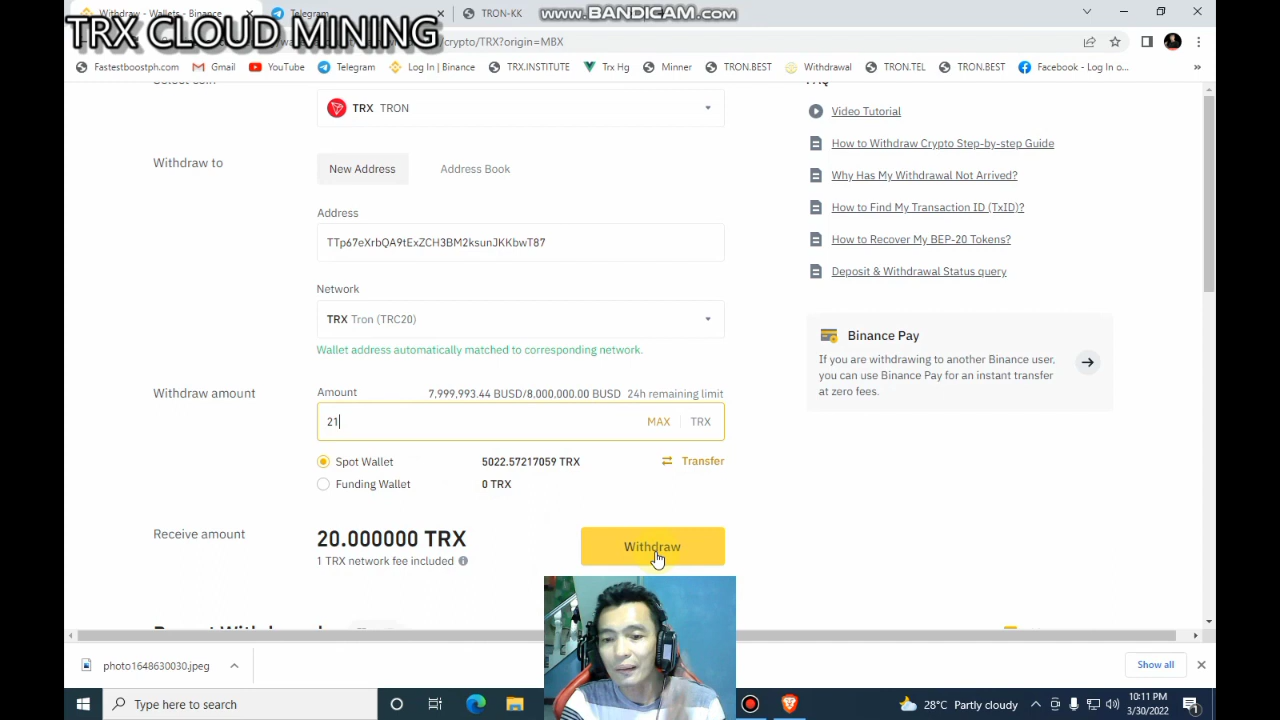 Withdraw - Wallets - Binance
Telegram
TRON-KK
www.BANDICAM.com
TRX CLOUD MINING
crypto/TRX?origin=MBX
Fastestboostph.com
Gmail
YouTube
Telegram
Log In | Binance
TRX.INSTITUTE
Trx Hg
Minner
TRON.BEST
Withdrawal
TRON.TEL
TRON.BEST
Facebook - Log In o...
TRX TRON
Withdraw to
New Address
Address Book
Address
TTp67eXrbQA9tExZCH3BM2ksunJKKbwT87
Network
TRX Tron (TRC20)
Wallet address automatically matched to corresponding network.
Withdraw amount
Amount
7,999,993.44 BUSD/8,000,000.00 BUSD 24h remaining limit
21
MAX
TRX
Spot Wallet
5022.57217059 TRX
Transfer
Funding Wallet
0 TRX
Receive amount
20.000000 TRX
1 TRX network fee included
Withdraw
Video Tutorial
How to Withdraw Crypto Step-by-step Guide
Why Has My Withdrawal Not Arrived?
How to Find My Transaction ID (TxID)?
How to Recover My BEP-20 Tokens?
Deposit & Withdrawal Status query
Binance Pay
If you are withdrawing to another Binance user,
you can use Binance Pay for an instant transfer
at zero fees.
photo1648630030.jpeg
Show all
Type here to search
28°C Partly cloudy
10:11 PM
3/30/2022